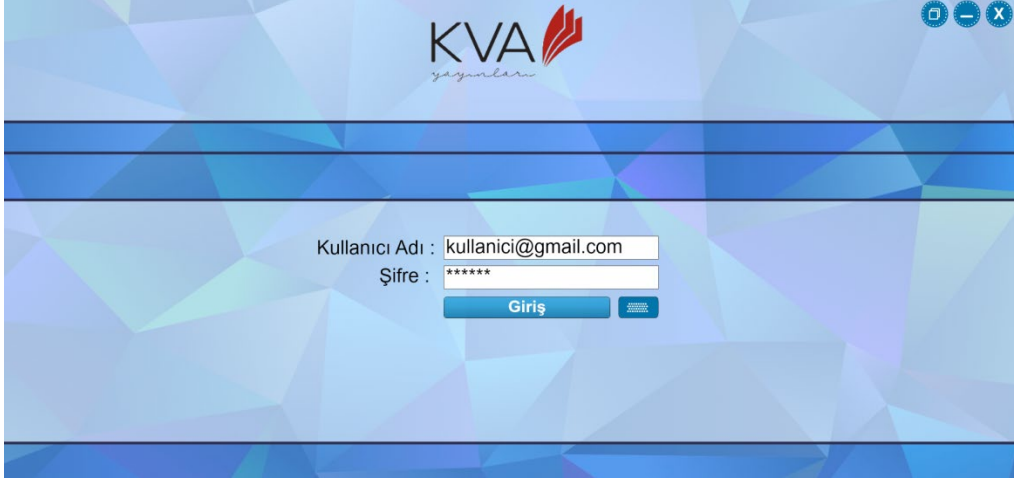 KVA
yayınları
X
Kullanıcı Adı : kullanici@gmail.com
Şifre : ******
Giriş